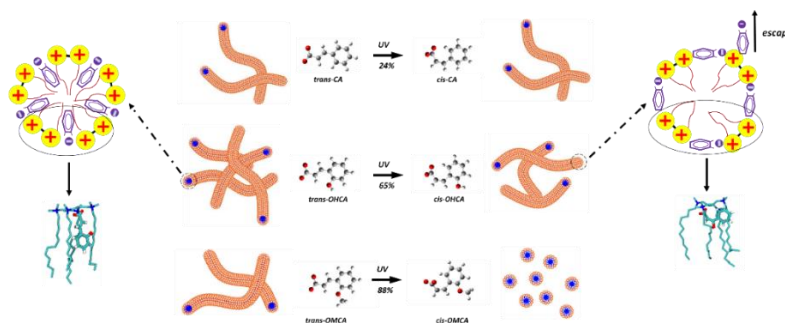 UV
24%
trans-CA
cis-CA
escap
UV
65%
trans-OHCA
cis-OHCA
UV
88%
trans-OMCA
cis-OMCA